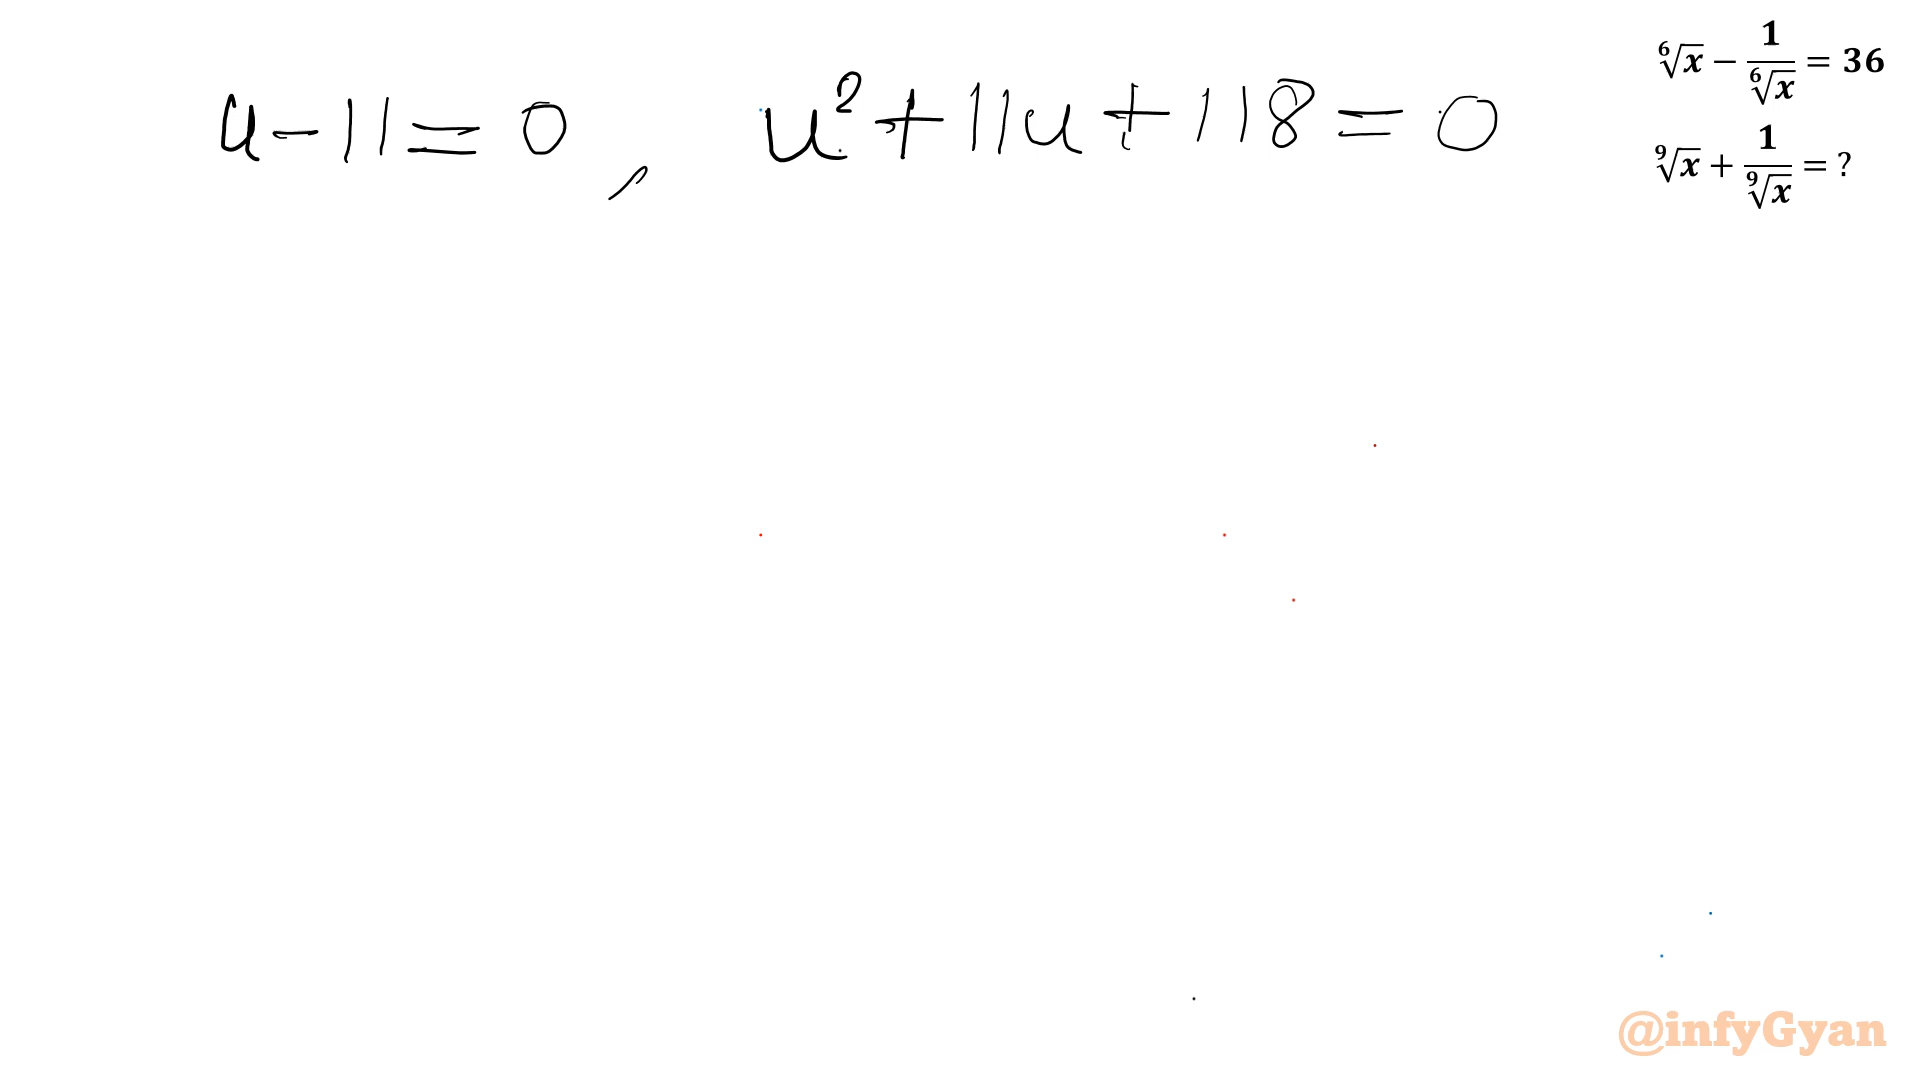 u - 11 = 0 , u² + 11u + 118 = 0
⁶√x − 1/⁶√x = 36
⁹√x + 1/⁹√x = ?
@infyGyan